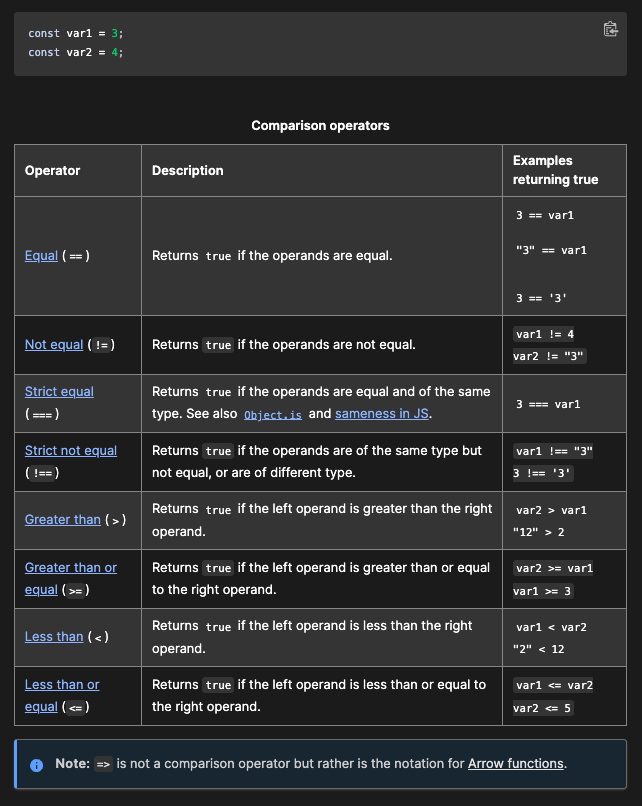 const var1 = 3;
const var2 = 4;
Comparison operators
Operator
Description
Examples
returning true
Equal (==)
Returns true if the operands are equal.
3 == var1
"3" == var1
3 == '3'
Not equal (!=)
Returns true if the operands are not equal.
var1 != 4
var2 != "3"
Strict equal
(===)
Returns true if the operands are equal and of the same
type. See also Object.is and sameness in JS.
3 === var1
Strict not equal
(!==)
Returns true if the operands are of the same type but
not equal, or are of different type.
var1 !== "3"
3 !== '3'
Greater than (>)
Returns true if the left operand is greater than the right
operand.
var2 > var1
"12" > 2
Greater than or
equal (>=)
Returns true if the left operand is greater than or equal
to the right operand.
var2 >= var1
var1 >= 3
Less than (<)
Returns true if the left operand is less than the right
operand.
var1 < var2
"2" < 12
Less than or
equal (<=)
Returns true if the left operand is less than or equal to
the right operand.
var1 <= var2
var2 <= 5
Note: => is not a comparison operator but rather is the notation for Arrow functions.